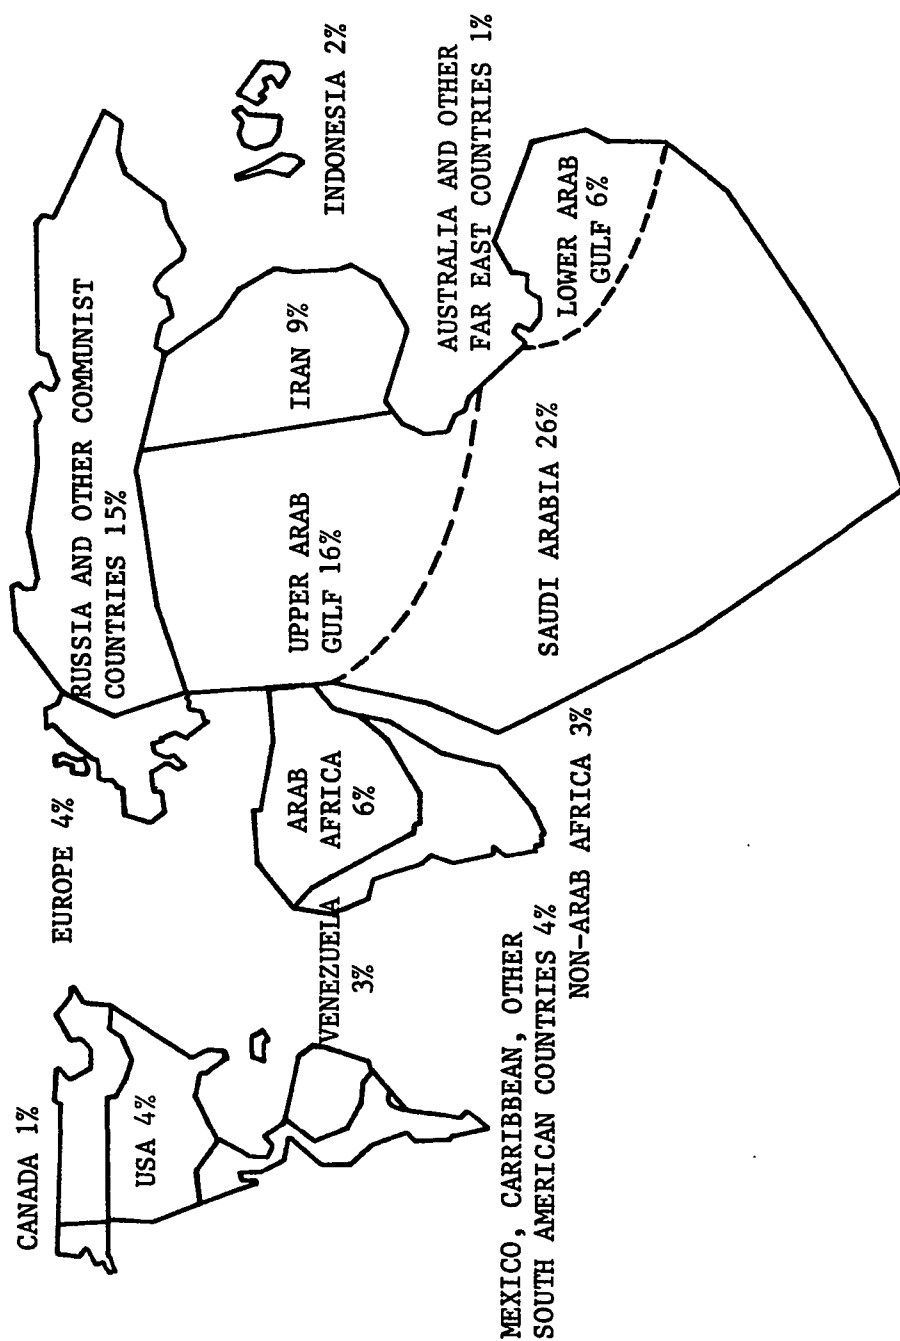 CANADA 1%
USA 4%
MEXICO, CARRIBBEAN, OTHER
SOUTH AMERICAN COUNTRIES 4%
VENEZUELA
3%
EUROPE 4%
ARAB
AFRICA
6%
NON-ARAB AFRICA 3%
RUSSIA AND OTHER COMMUNIST
COUNTRIES 15%
UPPER ARAB
GULF 16%
IRAN 9%
SAUDI ARABIA 26%
LOWER ARAB
GULF 6%
INDONESIA 2%
AUSTRALIA AND OTHER
FAR EAST COUNTRIES 1%